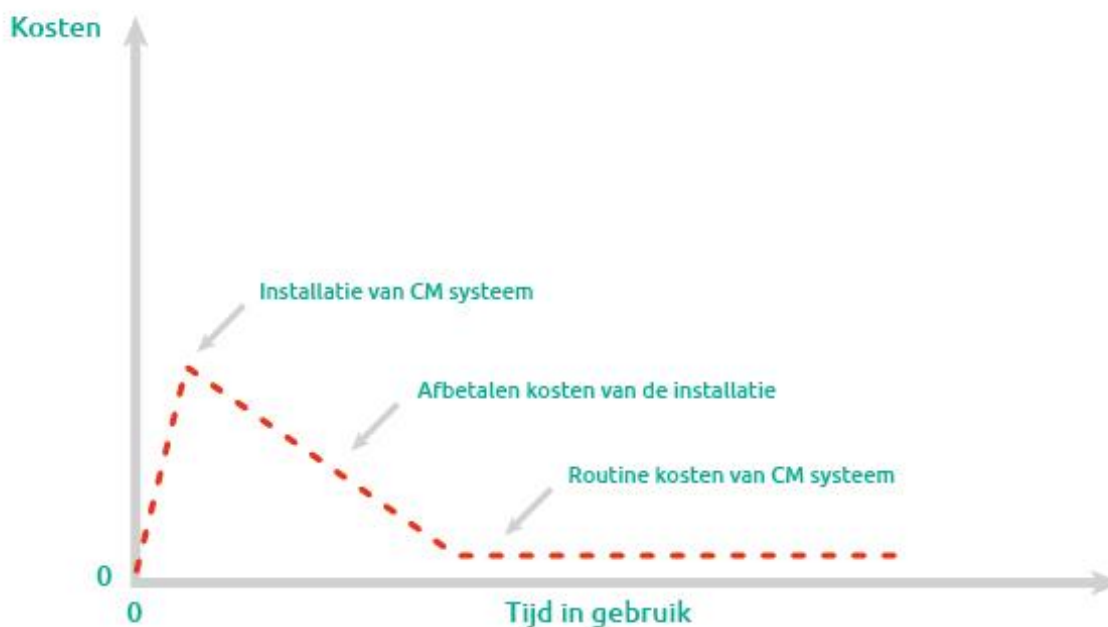 Kosten
Installatie van CM systeem
Afbetalen kosten van de installatie
Routine kosten van CM systeem
0
0
Tijd in gebruik